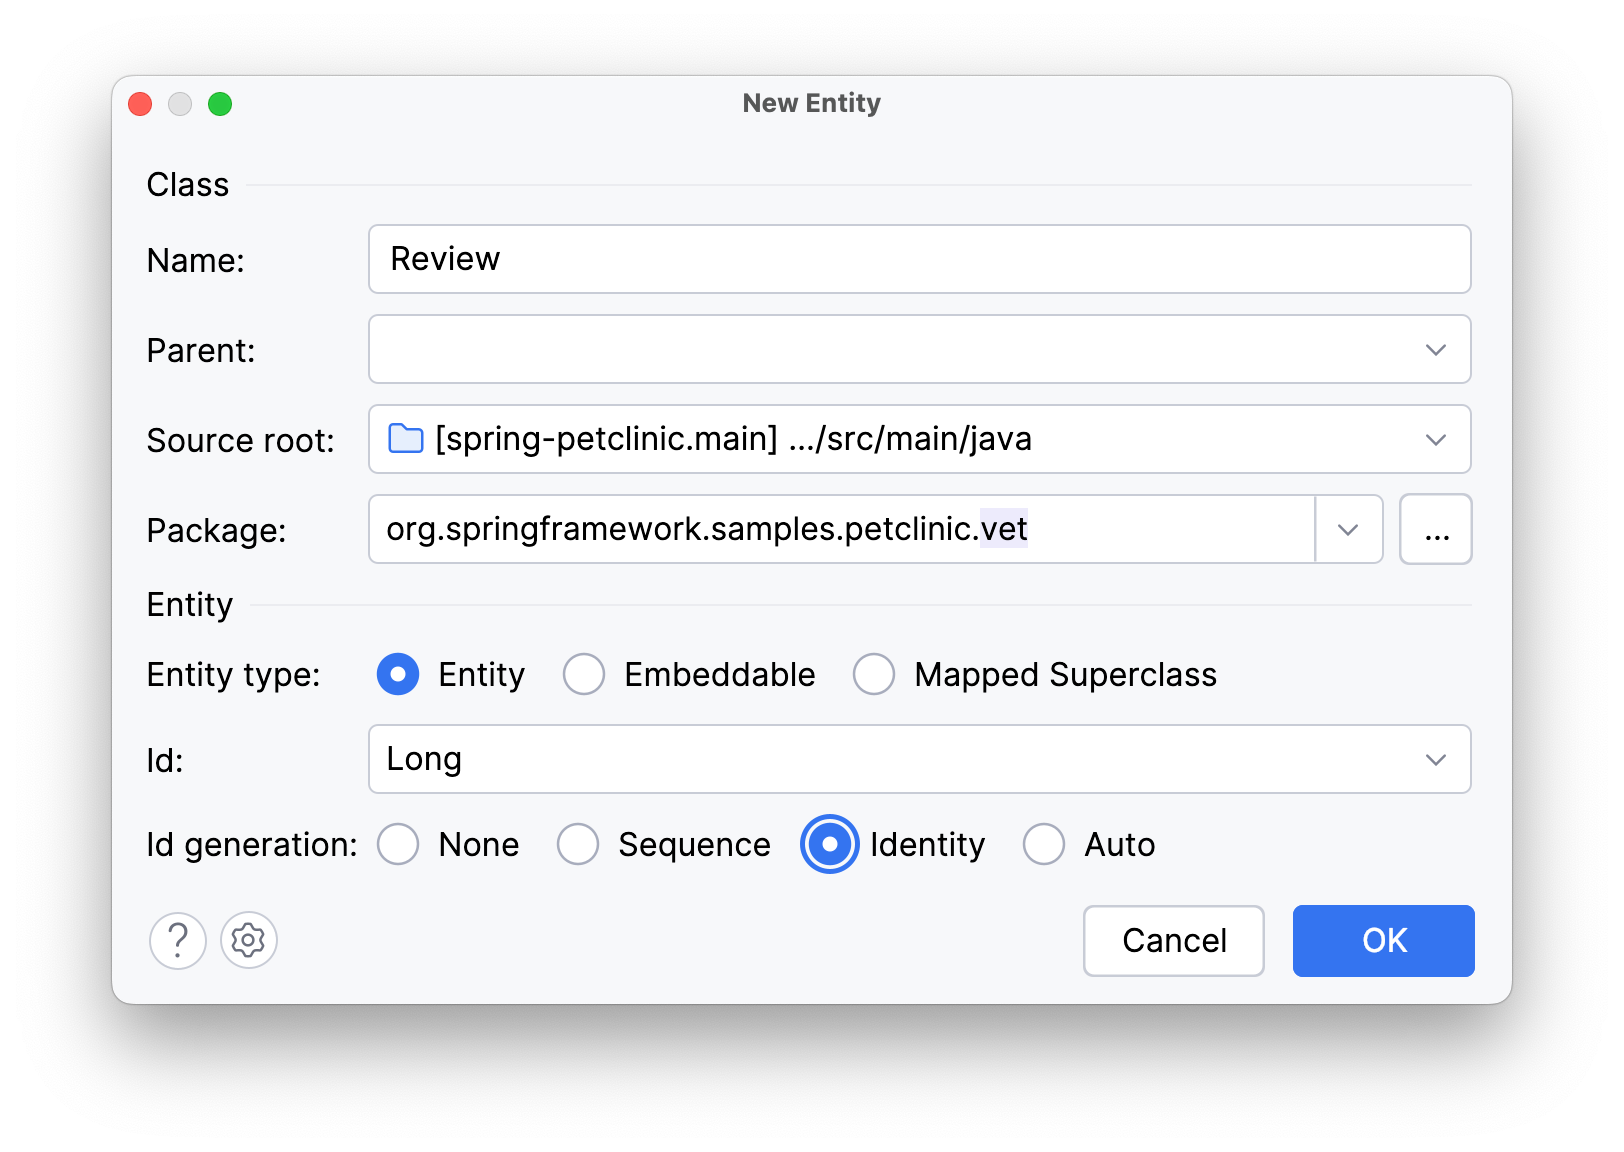 New Entity
Class
Name: Review
Parent:
Source root: [spring-petclinic.main] .../src/main/java
Package: org.springframework.samples.petclinic.vet ...
Entity
Entity type: Entity Embeddable Mapped Superclass
Id: Long
Id generation: None Sequence Identity Auto
? Cancel OK